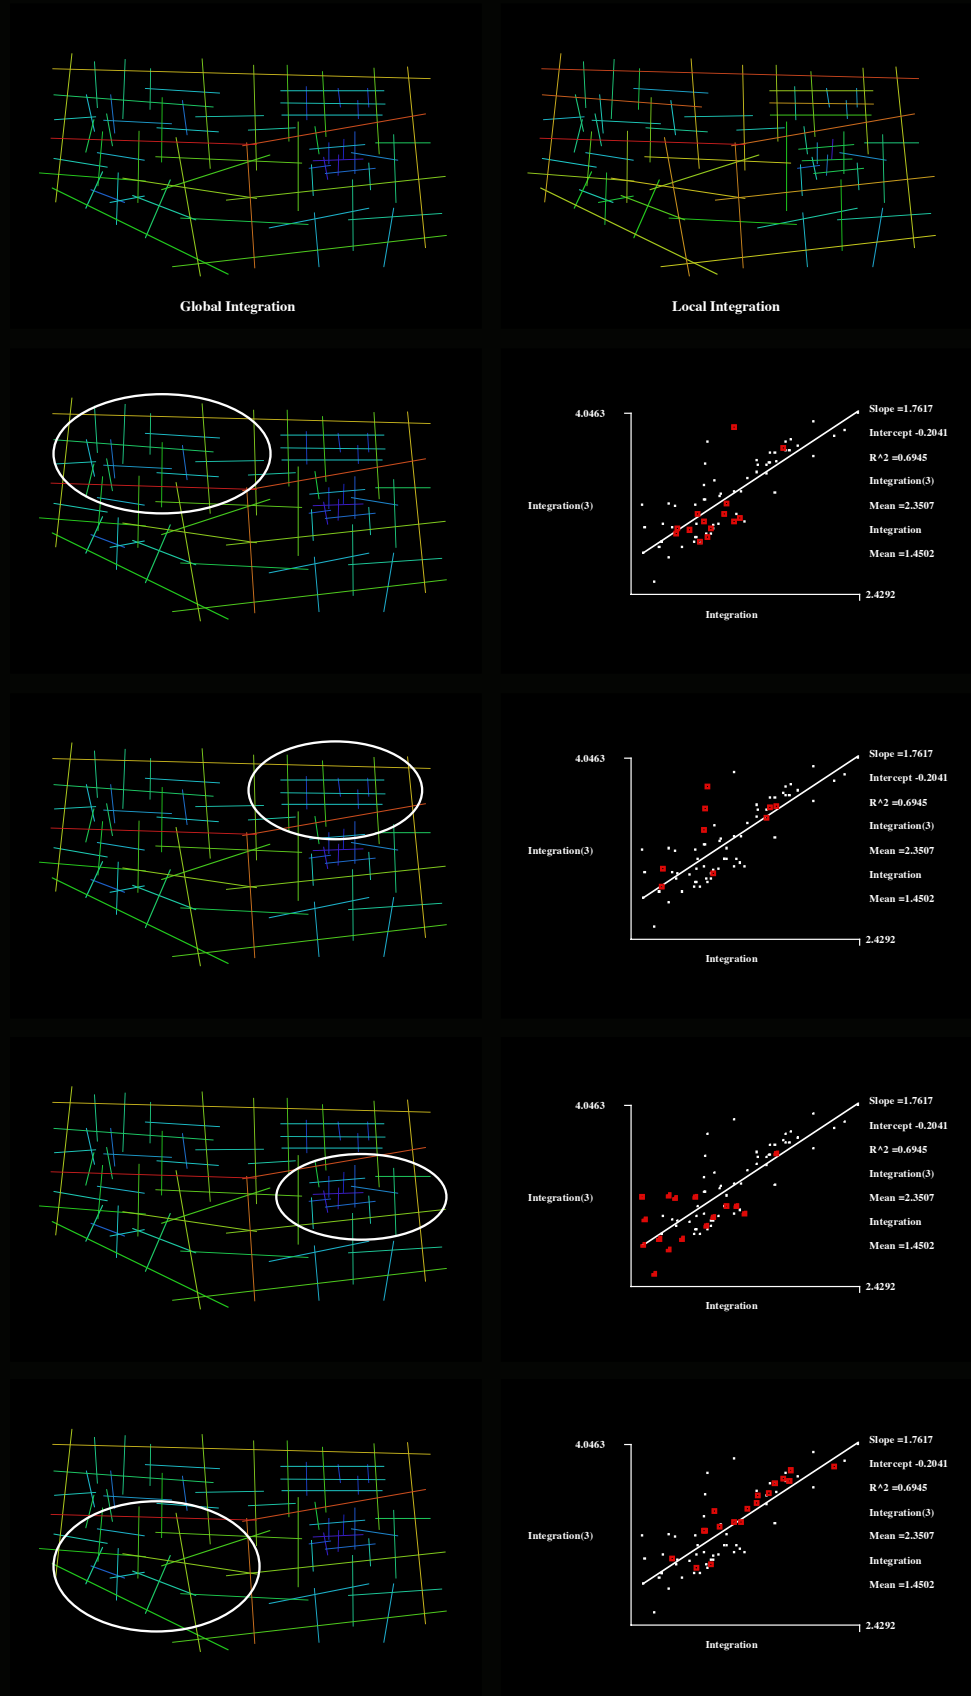 Global Integration
Local Integration
4.0463
Slope =1.7617
Intercept -0.2041
R^2 =0.6945
Integration(3)
Integration(3)
Mean =2.3507
Integration
Mean =1.4502
2.4292
Integration
4.0463
Slope =1.7617
Intercept -0.2041
R^2 =0.6945
Integration(3)
Integration(3)
Mean =2.3507
Integration
Mean =1.4502
2.4292
Integration
4.0463
Slope =1.7617
Intercept -0.2041
R^2 =0.6945
Integration(3)
Integration(3)
Mean =2.3507
Integration
Mean =1.4502
2.4292
Integration
4.0463
Slope =1.7617
Intercept -0.2041
R^2 =0.6945
Integration(3)
Integration(3)
Mean =2.3507
Integration
Mean =1.4502
2.4292
Integration